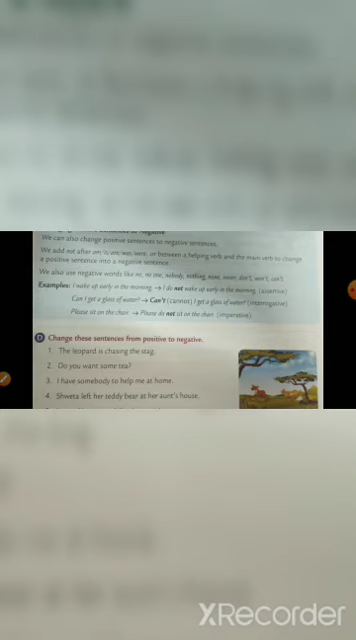 We can also change positive sentences to negative sentences.
We add not after am/is/are/was/were; or between a helping verb and the main verb to change
a positive sentence into a negative sentence.
We also use negative words like no, no one, nobody, nothing, none, never, don't, won't, can't.
Examples: I wake up early in the morning. → I do not wake up early in the morning. (assertive)
Can I get a glass of water? → Can't (cannot) I get a glass of water? (interrogative)
Please sit on the chair. → Please do not sit on the chair. (imperative)
D Change these sentences from positive to negative.
1. The leopard is chasing the stag.
2. Do you want some tea?
3. I have somebody to help me at home.
4. Shweta left her teddy bear at her aunt's house.
XRecorder